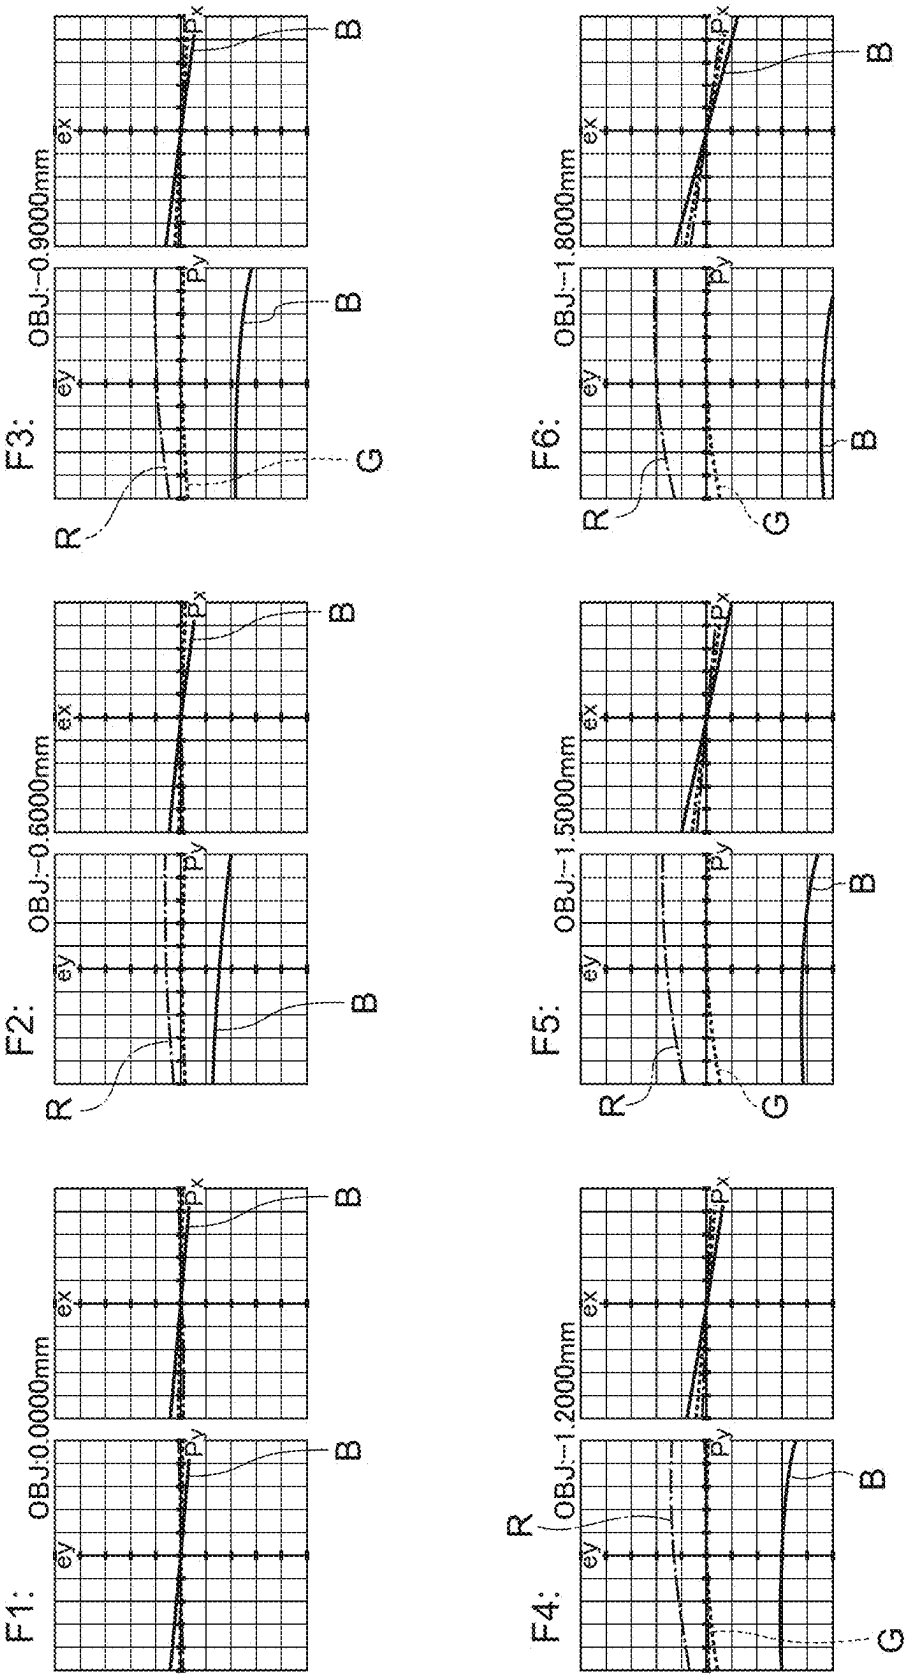 F1:
OBJ:0.0000mm
ey
ex
Py
Px
B
B
F2:
OBJ:-0.6000mm
ey
ex
Py
Px
R
B
B
F3:
OBJ:-0.9000mm
ey
ex
Py
Px
R
G
B
B
F4:
OBJ:-1.2000mm
ey
ex
Py
Px
R
G
B
F5:
OBJ:-1.5000mm
ey
ex
Py
Px
R
G
B
F6:
OBJ:-1.8000mm
ey
ex
Py
Px
R
G
B
B